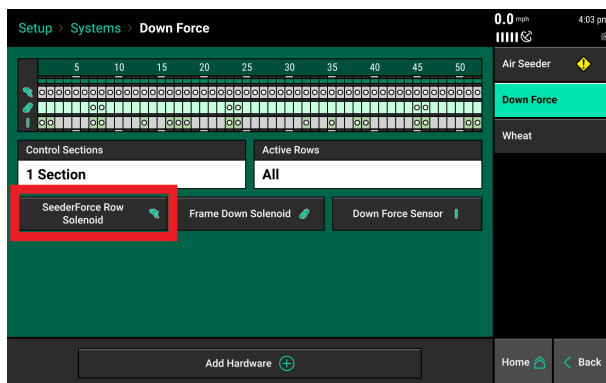 Setup > Systems > Down Force
0.0 mph
4:03 pm
5 10 15 20 25 30 35 40 45 50
Control Sections
Active Rows
1 Section
All
SeederForce Row
Solenoid
Frame Down Solenoid
Down Force Sensor
Add Hardware
Air Seeder
Down Force
Wheat
Home
< Back